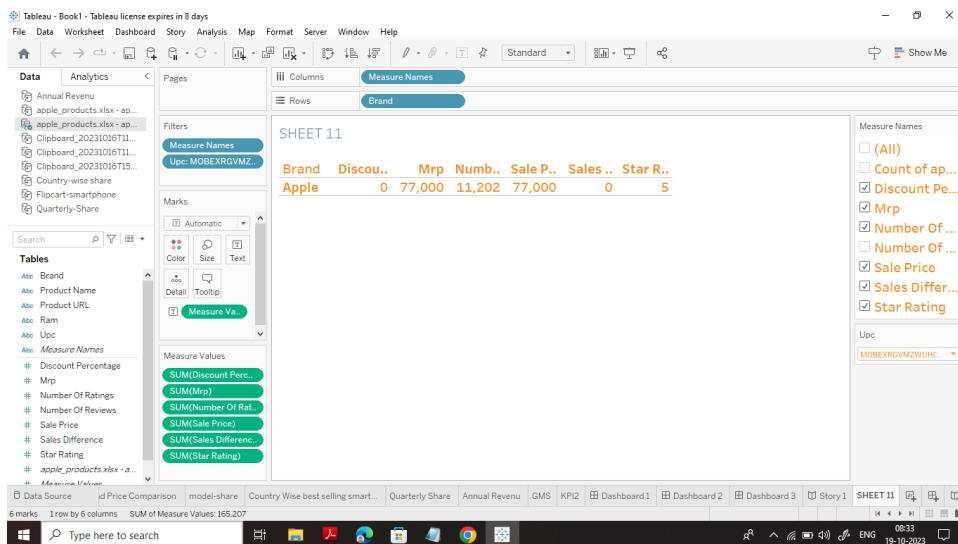 Tableau - Book1 - Tableau license expires in 8 days
File Data Worksheet Dashboard Story Analysis Map Format Server Window Help
Standard
Show Me
Data Analytics
Annual Revenu
apple_products.xlsx - ap...
apple_products.xlsx - ap...
Clipboard_20231016T11...
Clipboard_20231016T11...
Clipboard_20231016T15...
Country-wise share
Flipcart-smartphone
Quarterly-Share
Search
Tables
Abc Brand
Abc Product Name
Abc Product URL
Abc Ram
Abc Upc
Abc Measure Names
# Discount Percentage
# Mrp
# Number Of Ratings
# Number Of Reviews
# Sale Price
# Sales Difference
# Star Rating
# apple_products.xlsx - a...
# Measure Values
Pages
Filters
Measure Names
Upc: MOBEXRGVMZ..
Marks
Automatic
Color Size Text
Detail Tooltip
Measure Va..
Measure Values
SUM(Discount Perc..
SUM(Mrp)
SUM(Number Of Rat..
SUM(Sale Price)
SUM(Sales Differenc..
SUM(Star Rating)
Columns Measure Names
Rows Brand
SHEET 11
Brand Discou.. Mrp Numb.. Sale P.. Sales .. Star R..
Apple 0 77,000 11,202 77,000 0 5
Measure Names
(All)
Count of ap...
Discount Pe...
Mrp
Number Of ...
Number Of ...
Sale Price
Sales Differ...
Star Rating
Upc
MOBEXRGVMZWUHC...
Data Source d Price Comparison model-share Country Wise best selling smart... Quarterly Share Annual Revenu GMS KPI2 Dashboard 1 Dashboard 2 Dashboard 3 Story 1 SHEET 11
6 marks 1 row by 6 columns SUM of Measure Values: 165,207
Type here to search
ENG
08:33
19-10-2023